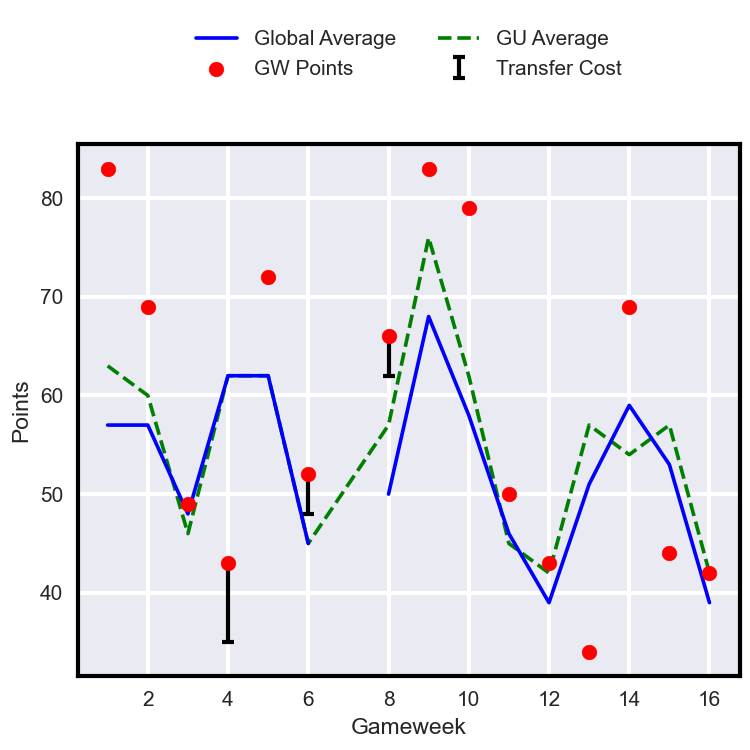 Global Average
GU Average
GW Points
Transfer Cost
80
70
60
50
40
Points
2 4 6 8 10 12 14 16
Gameweek